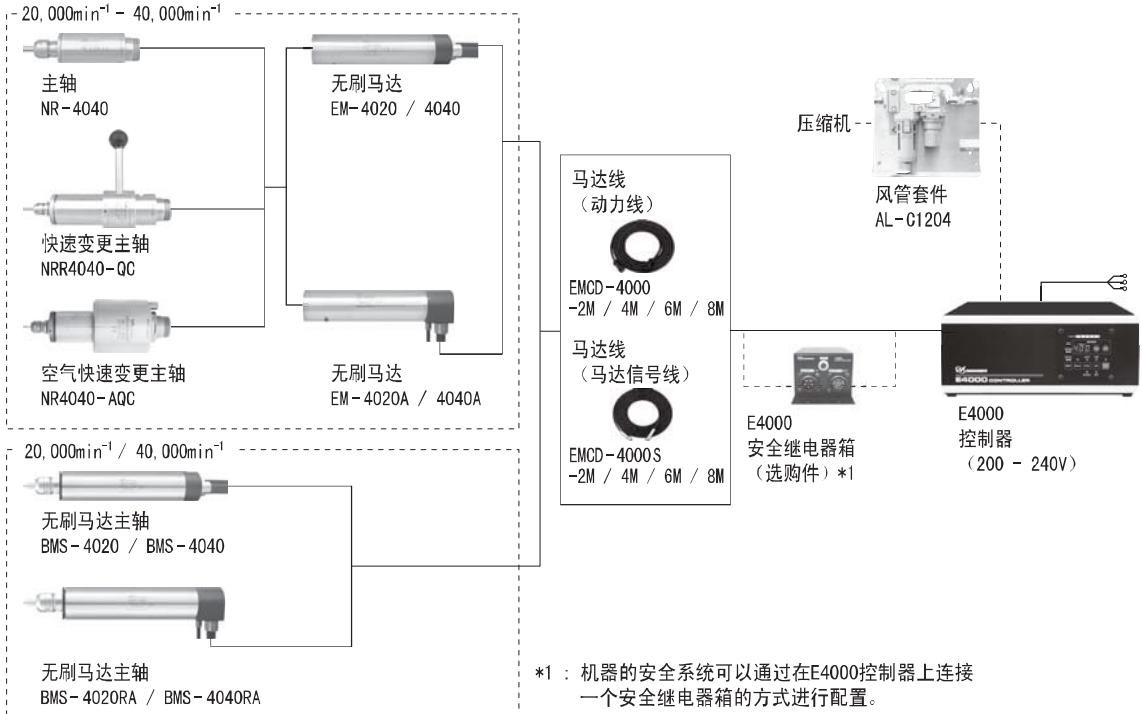 20,000min⁻¹ - 40,000min⁻¹
主轴
NR-4040
快速变更主轴
NRR4040-QC
空气快速变更主轴
NR4040-AQC
无刷马达
EM-4020 / 4040
无刷马达
EM-4020A / 4040A
20,000min⁻¹ / 40,000min⁻¹
无刷马达主轴
BMS-4020 / BMS-4040
无刷马达主轴
BMS-4020RA / BMS-4040RA
马达线
（动力线）
EMCD-4000
-2M / 4M / 6M / 8M
马达线
（马达信号线）
EMCD-4000S
-2M / 4M / 6M / 8M
压缩机
风管套件
AL-C1204
E4000
安全继电器箱
（选购件）*1
E4000 CONTROLLER
E4000
控制器
（200 - 240V）
*1 : 机器的安全系统可以通过在E4000控制器上连接
一个安全继电器箱的方式进行配置。